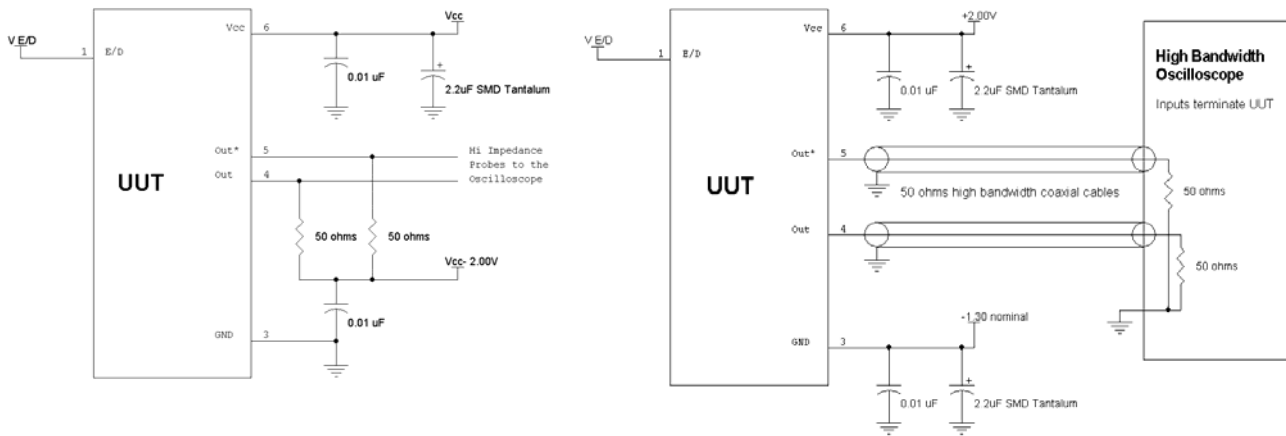 Vcc
Vcc
6
V E/D
1
E/D
0.01 uF
2.2uF SMD Tantalum
+
Out*
5
Hi Impedance
Probes to the
Oscilloscope
Out
4
UUT
50 ohms
50 ohms
Vcc- 2.00V
0.01 uF
GND
3
+2.00V
Vcc
6
V E/D
1
E/D
0.01 uF
+
2.2uF SMD Tantalum
High Bandwidth
Oscilloscope
Inputs terminate UUT
Out*
5
UUT
50 ohms high bandwidth coaxial cables
50 ohms
Out
4
50 ohms
-1.30 nominal
GND
3
0.01 uF
+
2.2uF SMD Tantalum